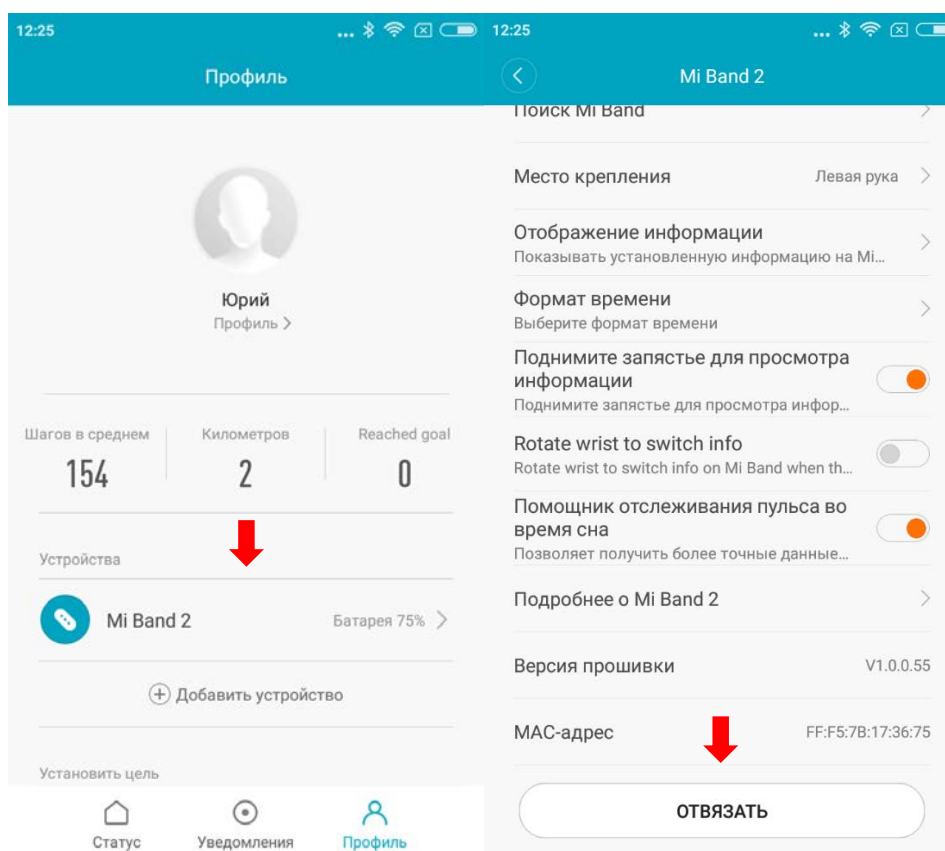 12:25
Профиль
Юрий
Профиль
Шагов в среднем
Километров
Reached goal
154
2
0
Устройства
Mi Band 2
Батарея 75%
Добавить устройство
Установить цель
Статус
Уведомления
Профиль
12:25
Mi Band 2
Поиск Mi Band
Место крепления
Левая рука
Отображение информации
Показывать установленную информацию на Mi...
Формат времени
Выберите формат времени
Поднимите запястье для просмотра
информации
Поднимите запястье для просмотра инфор...
Rotate wrist to switch info
Rotate wrist to switch info on Mi Band when th...
Помощник отслеживания пульса во
время сна
Позволяет получить более точные данные...
Подробнее о Mi Band 2
Версия прошивки
V1.0.0.55
MAC-адрес
FF:F5:7B:17:36:75
ОТВЯЗАТЬ